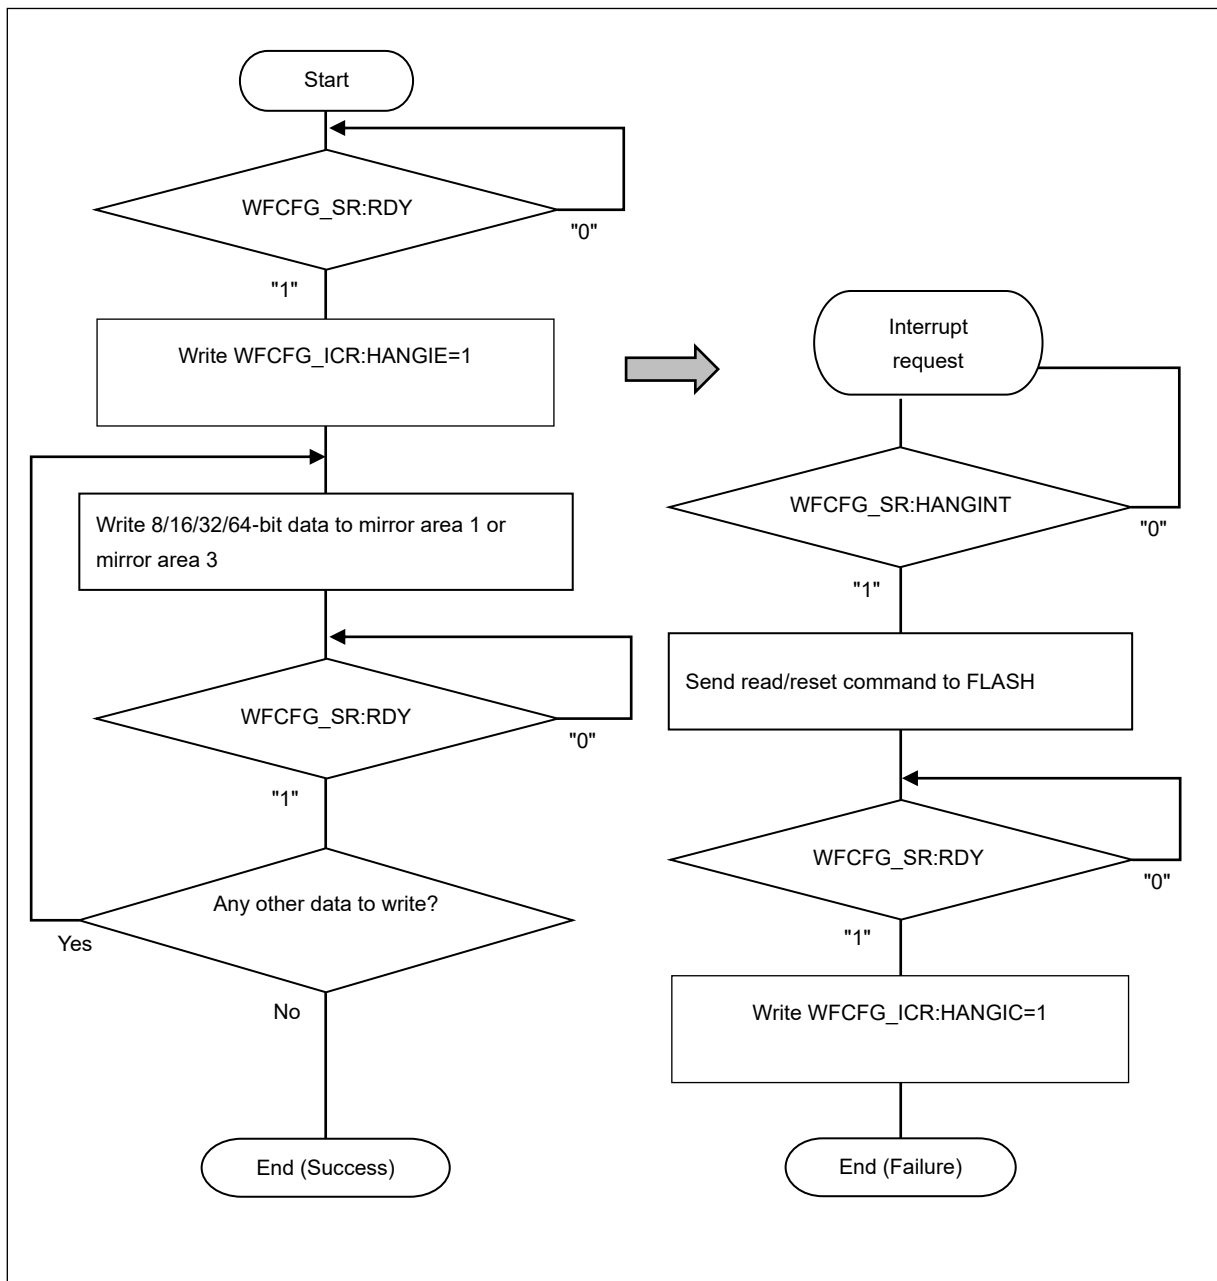 Start
WFCFG_SR:RDY
"0"
"1"
Write WFCFG_ICR:HANGIE=1
Write 8/16/32/64-bit data to mirror area 1 or
mirror area 3
WFCFG_SR:RDY
"0"
"1"
Any other data to write?
Yes
No
End (Success)
Interrupt
request
WFCFG_SR:HANGINT
"0"
"1"
Send read/reset command to FLASH
WFCFG_SR:RDY
"0"
"1"
Write WFCFG_ICR:HANGIC=1
End (Failure)